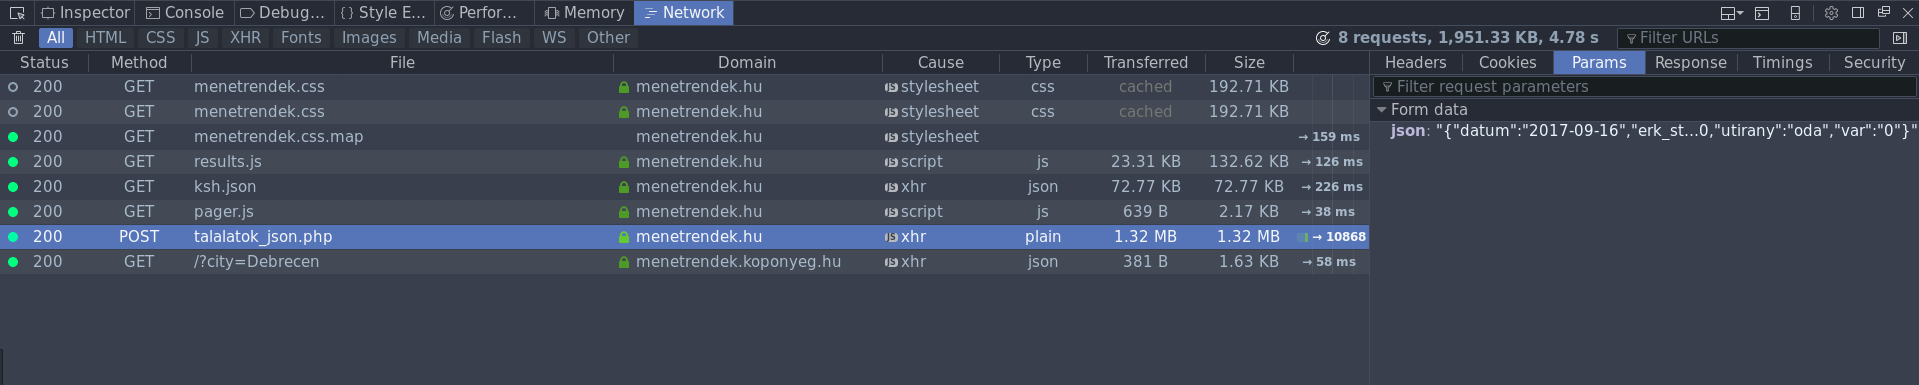 Inspector Console Debug... { } Style E... Perfor... Memory Network
All HTML CSS JS XHR Fonts Images Media Flash WS Other 8 requests, 1,951.33 KB, 4.78 s Filter URLs
Status Method File Domain Cause Type Transferred Size Headers Cookies Params Response Timings Security
200 GET menetrendek.css menetrendek.hu JS stylesheet css cached 192.71 KB Filter request parameters
200 GET menetrendek.css menetrendek.hu JS stylesheet css cached 192.71 KB Form data
200 GET menetrendek.css.map menetrendek.hu JS stylesheet → 159 ms json: "{"datum":"2017-09-16","erk_st...0,"utirany":"oda","var":"0"}"
200 GET results.js menetrendek.hu JS script js 23.31 KB 132.62 KB → 126 ms
200 GET ksh.json menetrendek.hu JS xhr json 72.77 KB 72.77 KB → 226 ms
200 GET pager.js menetrendek.hu JS script js 639 B 2.17 KB → 38 ms
200 POST talalatok_json.php menetrendek.hu JS xhr plain 1.32 MB 1.32 MB → 10868
200 GET /?city=Debrecen menetrendek.koponyeg.hu JS xhr json 381 B 1.63 KB → 58 ms